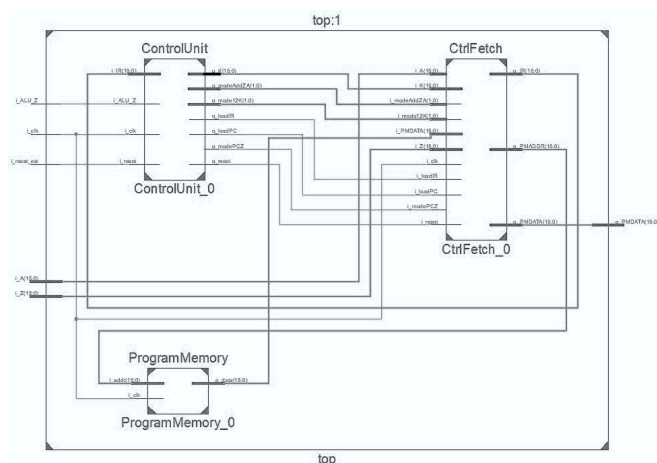 top:1
ControlUnit
CtrlFetch
i_IR(15:0)
o_K(15:0)
o_modeAddZA(1:0)
o_mode12K(1:0)
i_ALU_Z
i_ALU_Z
o_loadIR
i_clk
i_clk
o_loadPC
o_modePCZ
i_reset_ext
i_reset
o_reset
ControlUnit_0
i_A(15:0)
i_K(15:0)
i_modeAddZA(1:0)
i_mode12K(1:0)
i_PMDATA(15:0)
i_Z(15:0)
i_clk
i_loadIR
i_loadPC
i_modePCZ
i_reset
o_IR(15:0)
o_PMADDR(15:0)
o_PMDATA(15:0)
o_PMDATA(15:0)
CtrlFetch_0
i_A(15:0)
i_Z(15:0)
ProgramMemory
i_addr(15:0)
o_data(15:0)
i_clk
ProgramMemory_0
top